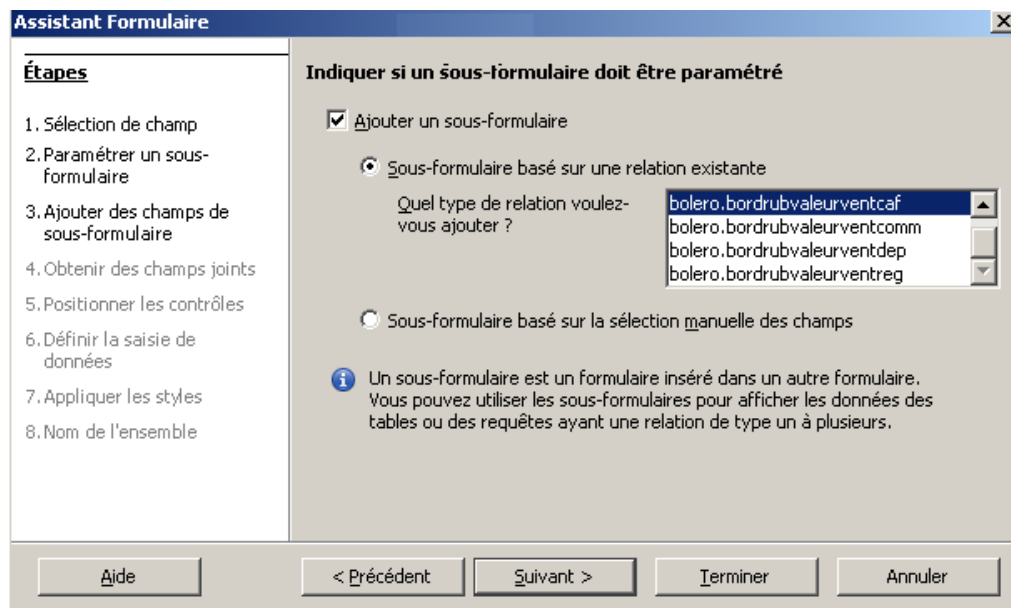 Assistant Formulaire
Étapes
1. Sélection de champ
2. Paramétrer un sous-
formulaire
3. Ajouter des champs de
sous-formulaire
4. Obtenir des champs joints
5. Positionner les contrôles
6. Définir la saisie de
données
7. Appliquer les styles
8. Nom de l'ensemble
Indiquer si un sous-formulaire doit être paramétré
Ajouter un sous-formulaire
Sous-formulaire basé sur une relation existante
Quel type de relation voulez-
vous ajouter ?
bolero.bordrubvaleurventcaf
bolero.bordrubvaleurventcomm
bolero.bordrubvaleurventdep
bolero.bordrubvaleurventreg
Sous-formulaire basé sur la sélection manuelle des champs
Un sous-formulaire est un formulaire inséré dans un autre formulaire.
Vous pouvez utiliser les sous-formulaires pour afficher les données des
tables ou des requêtes ayant une relation de type un à plusieurs.
Aide
< Précédent
Suivant >
Terminer
Annuler